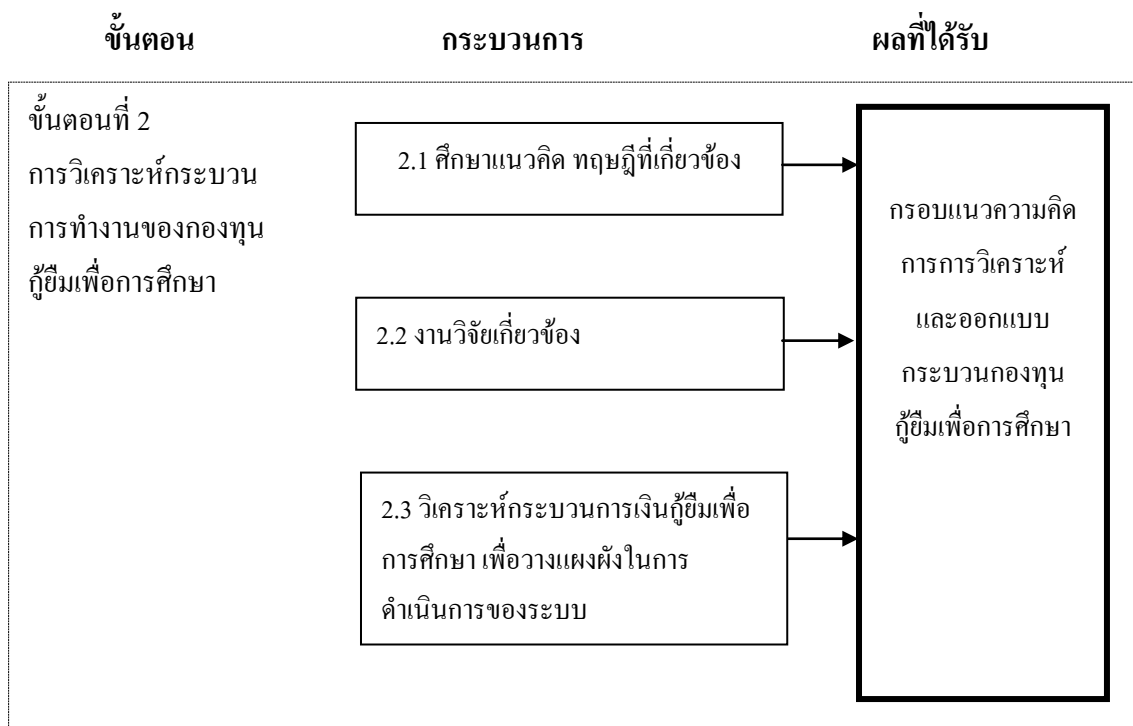 ขั้นตอน กระบวนการ ผลที่ได้รับ
ขั้นตอนที่ 2
การวิเคราะห์กระบวน
การทำงานของกองทุน
กู้ยืมเพื่อการศึกษา
2.1 ศึกษาแนวคิด ทฤษฎีที่เกี่ยวข้อง
2.2 งานวิจัยเกี่ยวข้อง
2.3 วิเคราะห์กระบวนการเงินกู้ยืมเพื่อ
การศึกษา เพื่อวางแผงผังในการ
ดำเนินการของระบบ
กรอบแนวความคิด
การการวิเคราะห์
และออกแบบ
กระบวนกองทุน
กู้ยืมเพื่อการศึกษา